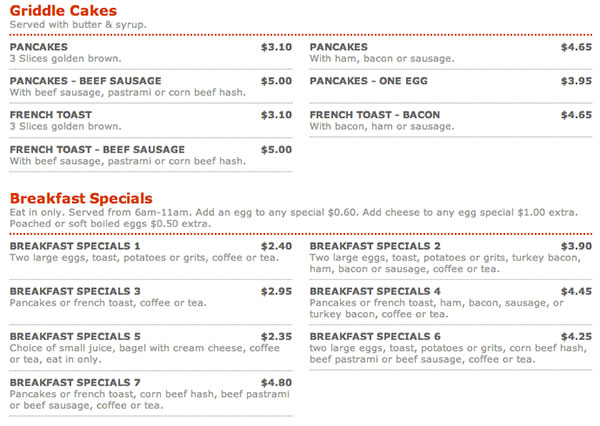 Griddle Cakes
Served with butter & syrup.
PANCAKES $3.10
3 Slices golden brown.
PANCAKES $4.65
With ham, bacon or sausage.
PANCAKES - BEEF SAUSAGE $5.00
With beef sausage, pastrami or corn beef hash.
PANCAKES - ONE EGG $3.95
FRENCH TOAST $3.10
3 Slices golden brown.
FRENCH TOAST - BACON $4.65
With bacon, ham or sausage.
FRENCH TOAST - BEEF SAUSAGE $5.00
With beef sausage, pastrami or corn beef hash.
Breakfast Specials
Eat in only. Served from 6am-11am. Add an egg to any special $0.60. Add cheese to any egg special $1.00 extra.
Poached or soft boiled eggs $0.50 extra.
BREAKFAST SPECIALS 1 $2.40
Two large eggs, toast, potatoes or grits, coffee or tea.
BREAKFAST SPECIALS 2 $3.90
Two large eggs, toast, potatoes or grits, turkey bacon,
ham, bacon or sausage, coffee or tea.
BREAKFAST SPECIALS 3 $2.95
Pancakes or french toast, coffee or tea.
BREAKFAST SPECIALS 4 $4.45
Pancakes or french toast, ham, bacon, sausage, or
turkey bacon, coffee or tea.
BREAKFAST SPECIALS 5 $2.35
Choice of small juice, bagel with cream cheese, coffee
or tea, eat in only.
BREAKFAST SPECIALS 6 $4.25
two large eggs, toast, potatoes or grits, corn beef hash,
beef pastrami or beef sausage, coffee or tea.
BREAKFAST SPECIALS 7 $4.80
Pancakes or french toast, corn beef hash, beef pastrami
or beef sausage, coffee or tea.